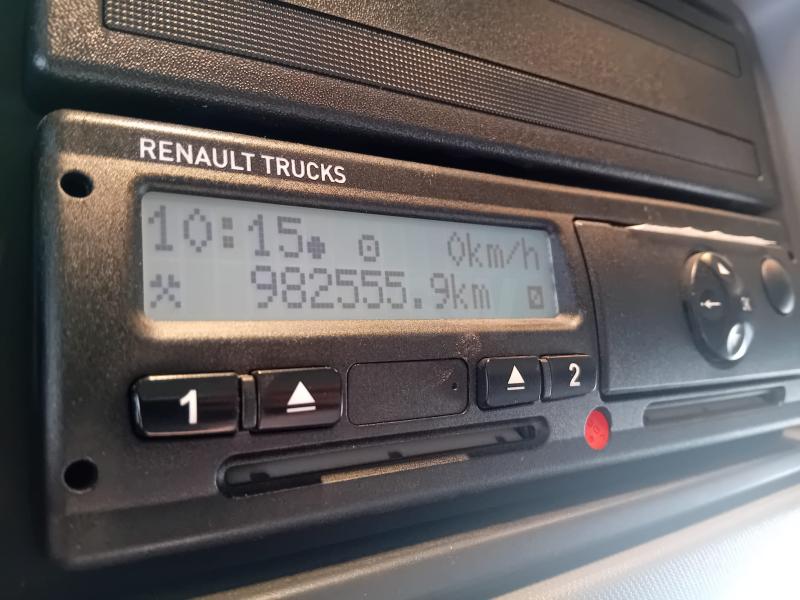 RENAULT TRUCKS
10:15 0km/h
982555.9km
1 2